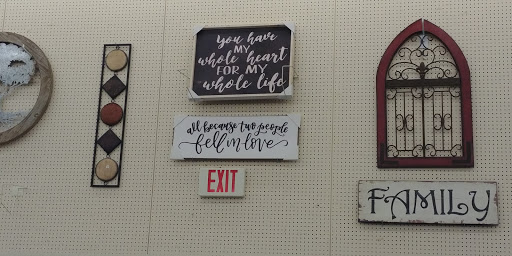 you have
MY
whole heart
FOR MY
whole life
all because two people
fell in love
EXIT
FAMILY